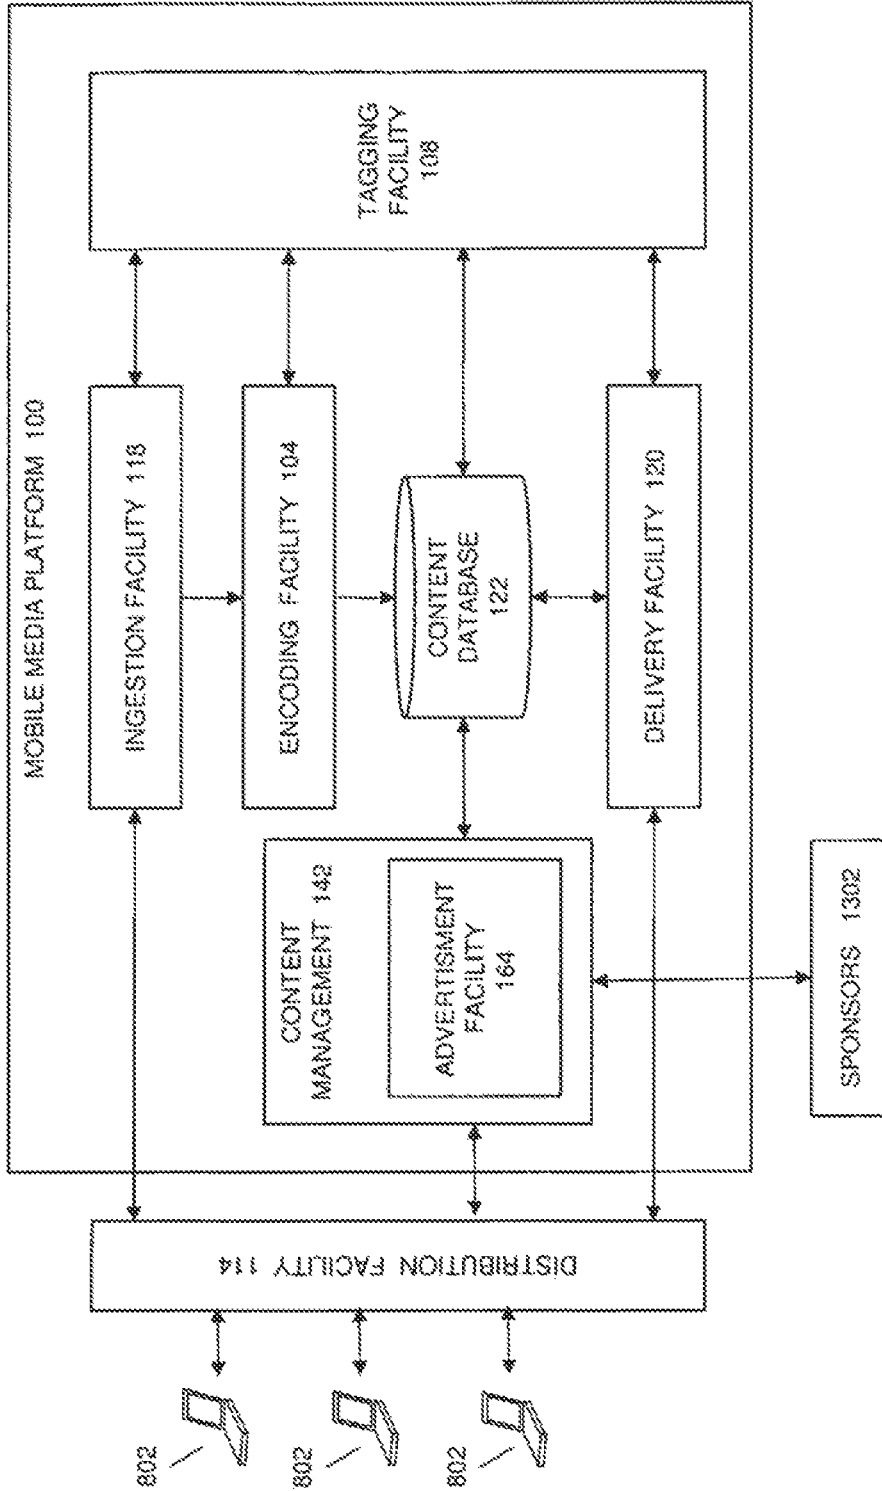 MOBILE MEDIA PLATFORM 100
INGESTION FACILITY 118
ENCODING FACILITY 104
CONTENT
DATABASE
122
DELIVERY FACILITY 120
TAGGING
FACILITY
108
CONTENT
MANAGEMENT 142
ADVERTISMENT
FACILITY
164
DISTRIBUTION FACILITY 114
802
802
802
SPONSORS 1302